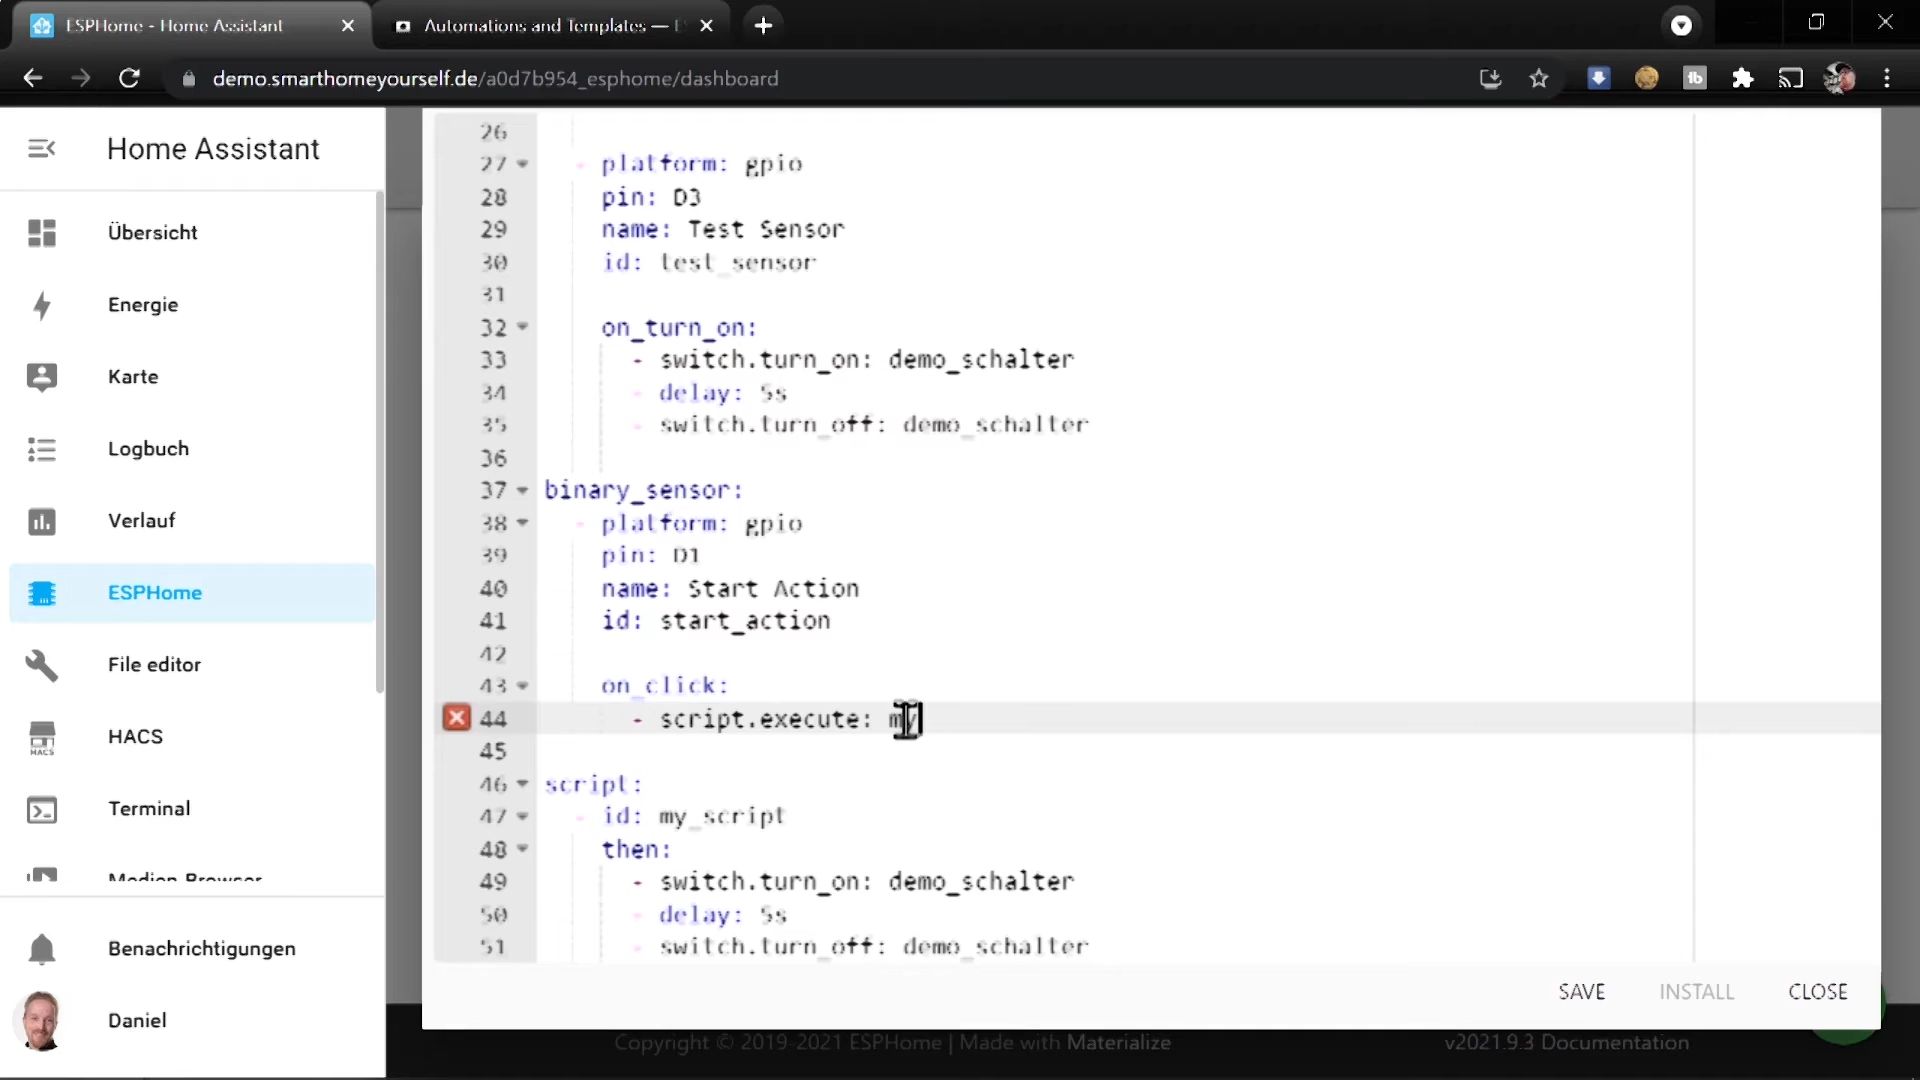 ESPHome - Home Assistant
Automations and Templates —
demo.smarthomeyourself.de/a0d7b954_esphome/dashboard
Home Assistant
Übersicht
Energie
Karte
Logbuch
Verlauf
ESPHome
File editor
HACS
HACS
Terminal
Medien Browser
Benachrichtigungen
Daniel
26
27 - platform: gpio
28 pin: D3
29 name: Test Sensor
30 id: test_sensor
31
32 on_turn_on:
33 - switch.turn_on: demo_schalter
34 - delay: 5s
35 - switch.turn_off: demo_schalter
36
37 binary_sensor:
38 - platform: gpio
39 pin: D1
40 name: Start Action
41 id: start_action
42
43 on_click:
44 - script.execute: my
45
46 script:
47 - id: my_script
48 then:
49 - switch.turn_on: demo_schalter
50 - delay: 5s
51 - switch.turn_off: demo_schalter
SAVE INSTALL CLOSE
Copyright © 2019-2021 ESPHome | Made with Materialize
v2021.9.3 Documentation